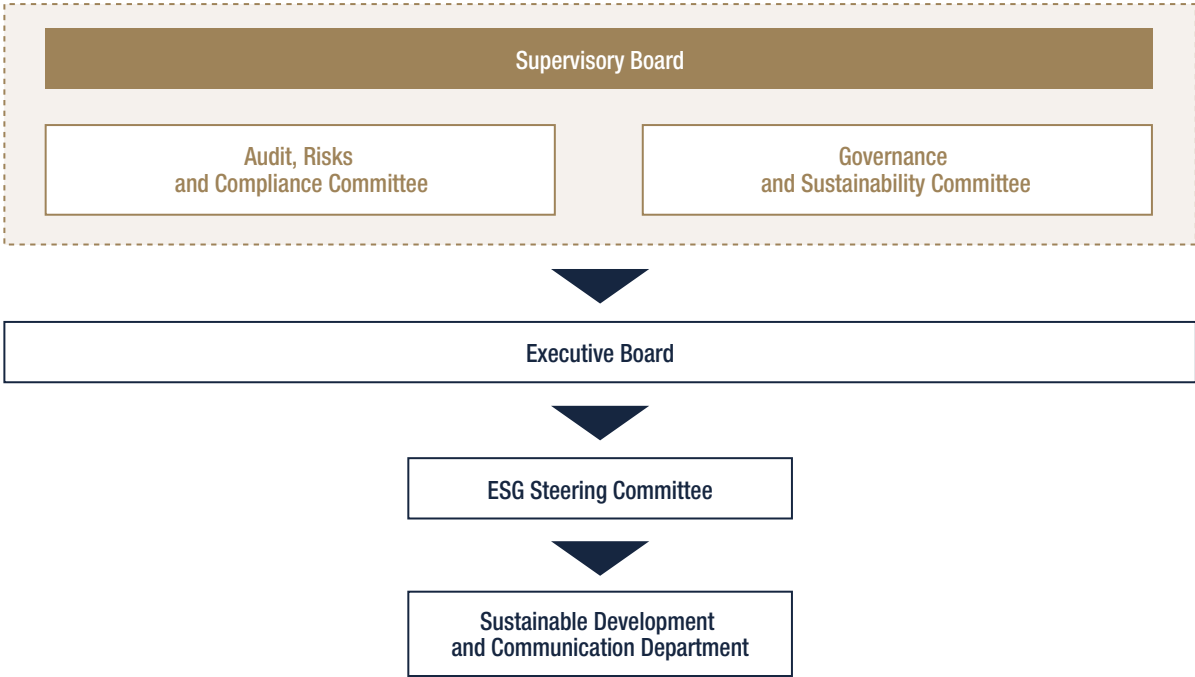 Supervisory Board
Audit, Risks
and Compliance Committee
Governance
and Sustainability Committee
Executive Board
ESG Steering Committee
Sustainable Development
and Communication Department